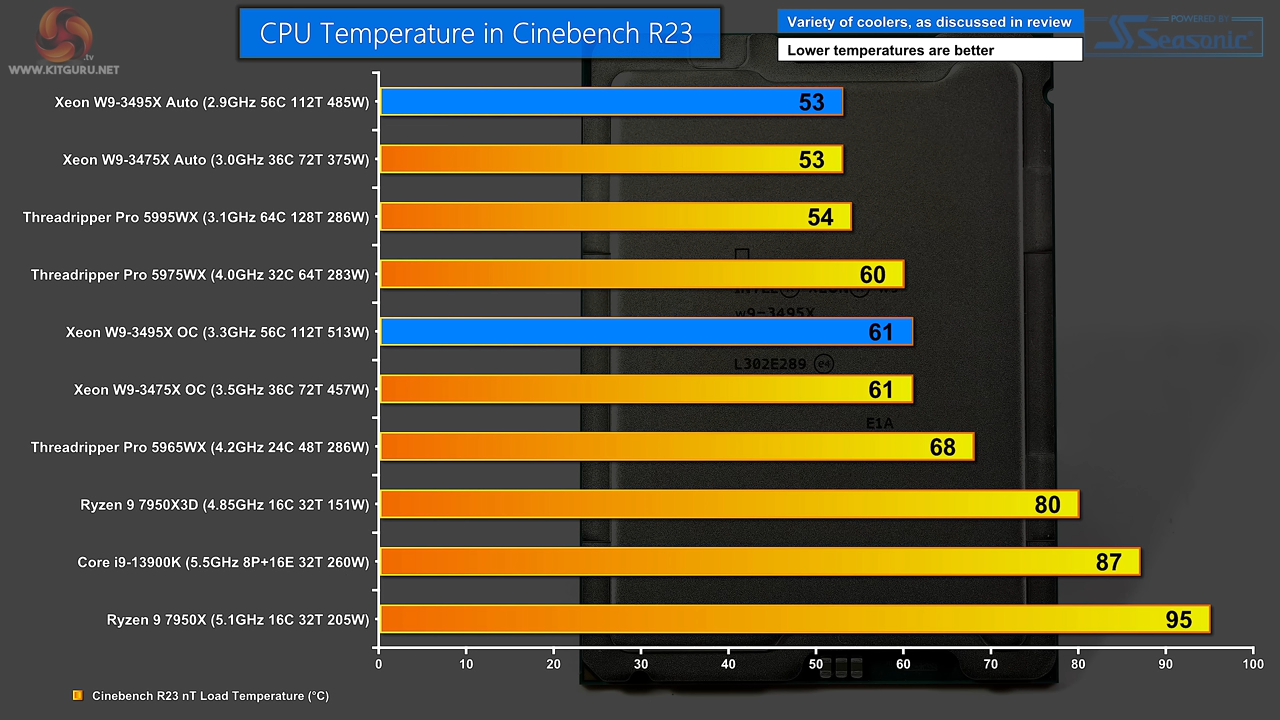 CPU Temperature in Cinebench R23
Variety of coolers, as discussed in review
Lower temperatures are better
POWERED BY
Seasonic
.tv
WWW.KITGURU.NET
Xeon W9-3495X Auto (2.9GHz 56C 112T 485W)
53
Xeon W9-3475X Auto (3.0GHz 36C 72T 375W)
53
Threadripper Pro 5995WX (3.1GHz 64C 128T 286W)
54
Threadripper Pro 5975WX (4.0GHz 32C 64T 283W)
60
w9-3495X
Xeon W9-3495X OC (3.3GHz 56C 112T 513W)
61
L302E289 e4
Xeon W9-3475X OC (3.5GHz 36C 72T 457W)
61
E1A
Threadripper Pro 5965WX (4.2GHz 24C 48T 286W)
68
Ryzen 9 7950X3D (4.85GHz 16C 32T 151W)
80
Core i9-13900K (5.5GHz 8P+16E 32T 260W)
87
Ryzen 9 7950X (5.1GHz 16C 32T 205W)
95
0 10 20 30 40 50 60 70 80 90 100
Cinebench R23 nT Load Temperature (°C)